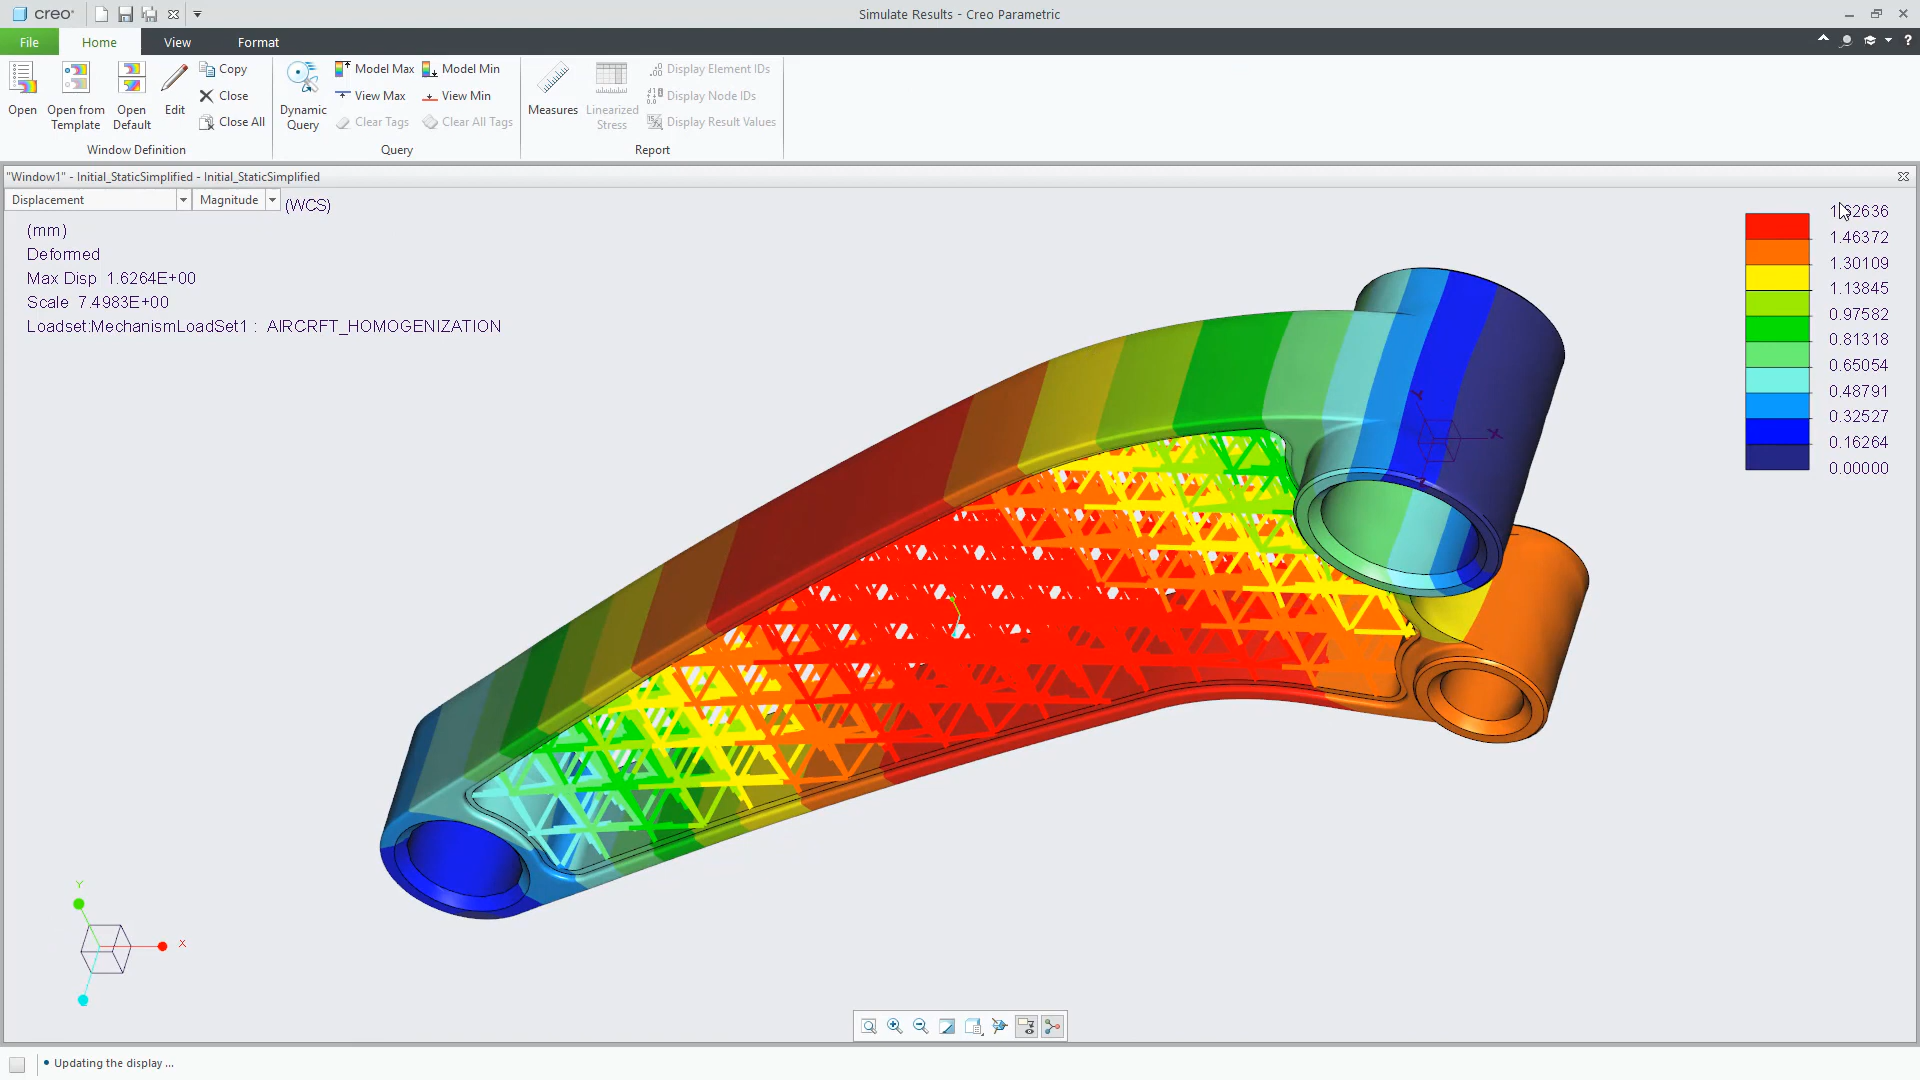 creo
Simulate Results - Creo Parametric
File
Home
View
Format
Open
Open from Template
Open Default
Edit
Copy
Close
Close All
Window Definition
Dynamic Query
Model Max
Model Min
View Max
View Min
Clear Tags
Clear All Tags
Query
Measures
Linearized Stress
Display Element IDs
Display Node IDs
Display Result Values
Report
"Window1" - Initial_StaticSimplified - Initial_StaticSimplified
Displacement
Magnitude
(WCS)
(mm)
Deformed
Max Disp 1.6264E+00
Scale 7.4983E+00
Loadset:MechanismLoadSet1 : AIRCRFT_HOMOGENIZATION
1.62636
1.46372
1.30109
1.13845
0.97582
0.81318
0.65054
0.48791
0.32527
0.16264
0.00000
Y
X
Y
X
Updating the display ...